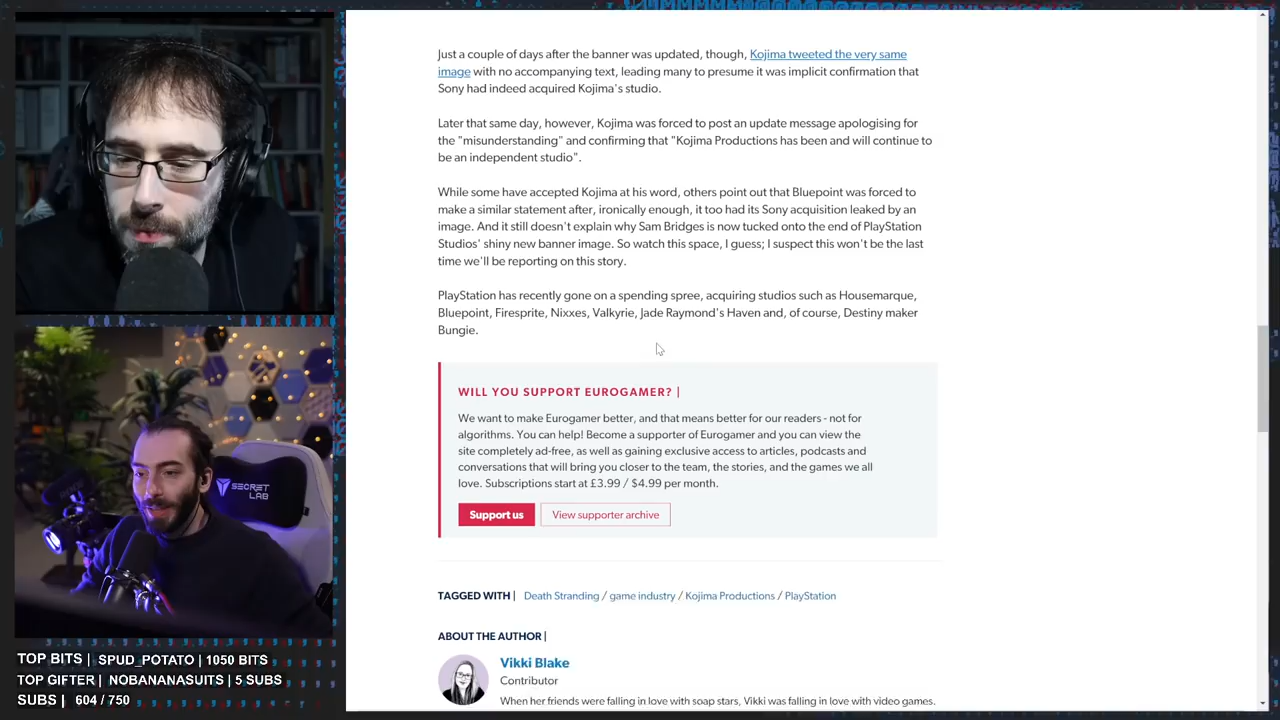 Just a couple of days after the banner was updated, though, Kojima tweeted the very same
image with no accompanying text, leading many to presume it was implicit confirmation that
Sony had indeed acquired Kojima's studio.
Later that same day, however, Kojima was forced to post an update message apologising for
the "misunderstanding" and confirming that "Kojima Productions has been and will continue to
be an independent studio".
While some have accepted Kojima at his word, others point out that Bluepoint was forced to
make a similar statement after, ironically enough, it too had its Sony acquisition leaked by an
image. And it still doesn't explain why Sam Bridges is now tucked onto the end of PlayStation
Studios' shiny new banner image. So watch this space, I guess; I suspect this won't be the last
time we'll be reporting on this story.
PlayStation has recently gone on a spending spree, acquiring studios such as Housemarque,
Bluepoint, Firesprite, Nixxes, Valkyrie, Jade Raymond's Haven and, of course, Destiny maker
Bungie.
WILL YOU SUPPORT EUROGAMER? |
We want to make Eurogamer better, and that means better for our readers - not for
algorithms. You can help! Become a supporter of Eurogamer and you can view the
site completely ad-free, as well as gaining exclusive access to articles, podcasts and
conversations that will bring you closer to the team, the stories, and the games we all
love. Subscriptions start at £3.99 / $4.99 per month.
Support us
View supporter archive
TAGGED WITH | Death Stranding / game industry / Kojima Productions / PlayStation
ABOUT THE AUTHOR |
Vikki Blake
Contributor
When her friends were falling in love with soap stars, Vikki was falling in love with video games.
SECRET
LAB
TOP BITS | SPUD_POTATO | 1050 BITS
TOP GIFTER | NOBANANASUITS | 5 SUBS
SUBS | 604 / 750